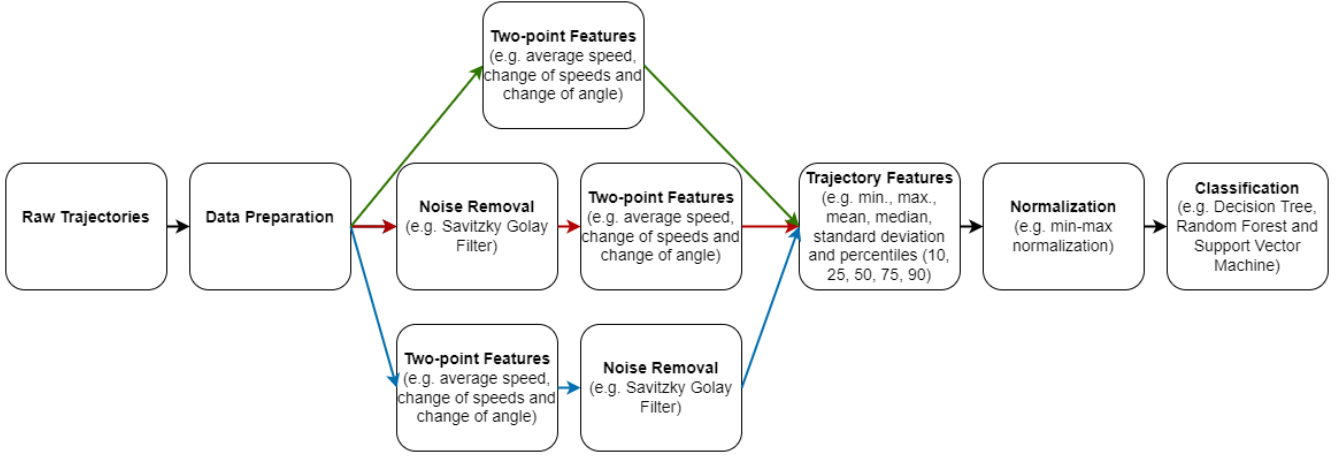 Two-point Features
(e.g. average speed,
change of speeds and
change of angle)
Raw Trajectories
Data Preparation
Noise Removal
(e.g. Savitzky Golay
Filter)
Two-point Features
(e.g. average speed,
change of speeds and
change of angle)
Trajectory Features
(e.g. min., max.,
mean, median,
standard deviation
and percentiles (10,
25, 50, 75, 90)
Normalization
(e.g. min-max
normalization)
Classification
(e.g. Decision Tree,
Random Forest and
Support Vector
Machine)
Two-point Features
(e.g. average speed,
change of speeds and
change of angle)
Noise Removal
(e.g. Savitzky Golay
Filter)